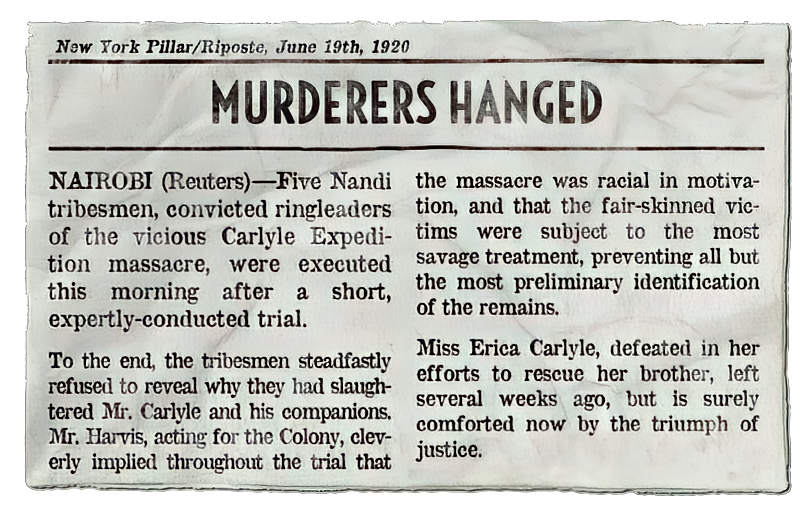 New York Pillar/Riposte, June 19th, 1920
MURDERERS HANGED
NAIROBI (Reuters)—Five Nandi
tribesmen, convicted ringleaders
of the vicious Carlyle Expedi-
tion massacre, were executed
this morning after a short,
expertly-conducted trial.
To the end, the tribesmen steadfastly
refused to reveal why they had slaugh-
tered Mr. Carlyle and his companions.
Mr. Harvis, acting for the Colony, clev-
erly implied throughout the trial that
the massacre was racial in motiva-
tion, and that the fair-skinned vic-
tims were subject to the most
savage treatment, preventing all but
the most preliminary identification
of the remains.
Miss Erica Carlyle, defeated in her
efforts to rescue her brother, left
several weeks ago, but is surely
comforted now by the triumph of
justice.